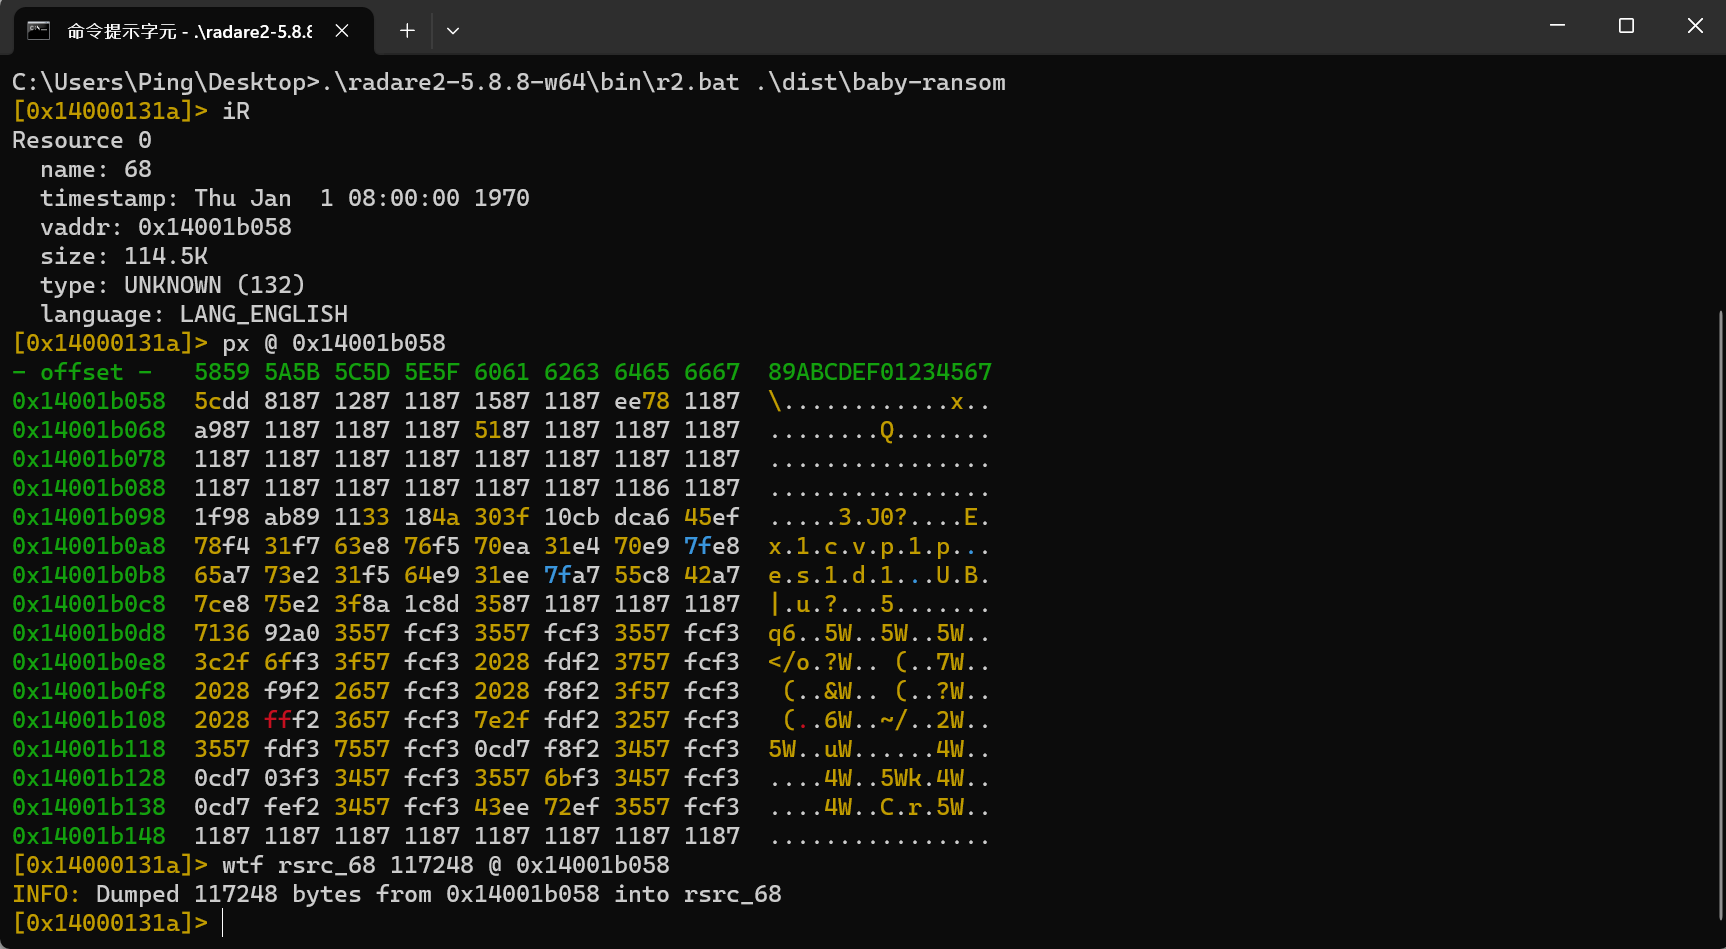 命令提示字元 - .\radare2-5.8.8
C:\Users\Ping\Desktop>.\radare2-5.8.8-w64\bin\r2.bat .\dist\baby-ransom
[0x14000131a]> iR
Resource 0
  name: 68
  timestamp: Thu Jan  1 08:00:00 1970
  vaddr: 0x14001b058
  size: 114.5K
  type: UNKNOWN (132)
  language: LANG_ENGLISH
[0x14000131a]> px @ 0x14001b058
- offset -   5859 5A5B 5C5D 5E5F 6061 6263 6465 6667  89ABCDEF01234567
0x14001b058  5cdd 8187 1287 1187 1587 1187 ee78 1187  \............x..
0x14001b068  a987 1187 1187 1187 5187 1187 1187 1187  ........Q.......
0x14001b078  1187 1187 1187 1187 1187 1187 1187 1187  ................
0x14001b088  1187 1187 1187 1187 1187 1187 1186 1187  ................
0x14001b098  1f98 ab89 1133 184a 303f 10cb dca6 45ef  .....3.J0?....E.
0x14001b0a8  78f4 31f7 63e8 76f5 70ea 31e4 70e9 7fe8  x.1.c.v.p.1.p...
0x14001b0b8  65a7 73e2 31f5 64e9 31ee 7fa7 55c8 42a7  e.s.1.d.1...U.B.
0x14001b0c8  7ce8 75e2 3f8a 1c8d 3587 1187 1187 1187  |.u.?...5.......
0x14001b0d8  7136 92a0 3557 fcf3 3557 fcf3 3557 fcf3  q6..5W..5W..5W..
0x14001b0e8  3c2f 6ff3 3f57 fcf3 2028 fdf2 3757 fcf3  </o.?W.. (..7W..
0x14001b0f8  2028 f9f2 2657 fcf3 2028 f8f2 3f57 fcf3   (..&W.. (..?W..
0x14001b108  2028 fff2 3657 fcf3 7e2f fdf2 3257 fcf3   (..6W..~/..2W..
0x14001b118  3557 fdf3 7557 fcf3 0cd7 f8f2 3457 fcf3  5W..uW......4W..
0x14001b128  0cd7 03f3 3457 fcf3 3557 6bf3 3457 fcf3  ....4W..5Wk.4W..
0x14001b138  0cd7 fef2 3457 fcf3 43ee 72ef 3557 fcf3  ....4W..C.r.5W..
0x14001b148  1187 1187 1187 1187 1187 1187 1187 1187  ................
[0x14000131a]> wtf rsrc_68 117248 @ 0x14001b058
INFO: Dumped 117248 bytes from 0x14001b058 into rsrc_68
[0x14000131a]>